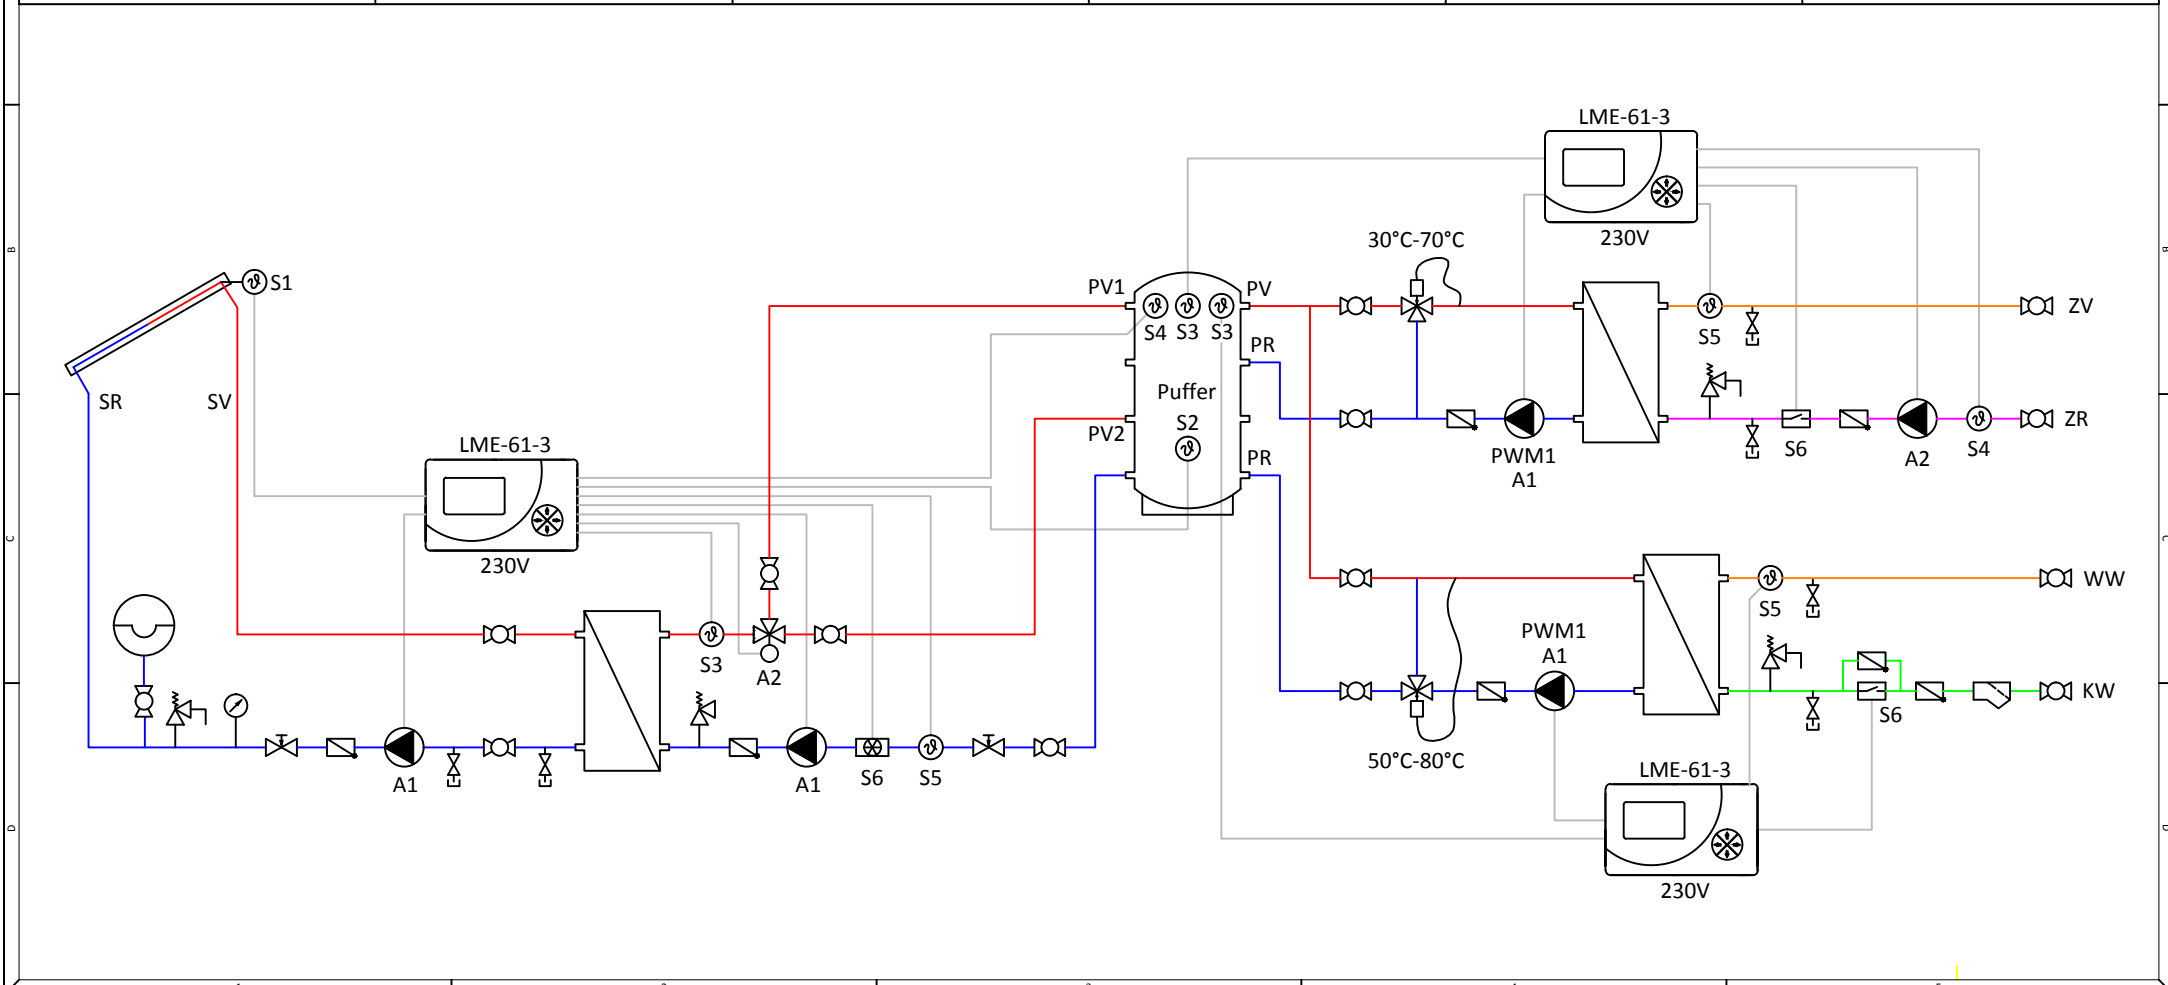 LME-61-3
230V
30°C-70°C
S1
PV1
PV
S4
S3
S3
PR
S5
ZV
Puffer
S2
PV2
PR
SR
SV
LME-61-3
230V
PWM1
A1
S6
A2
S4
ZR
S3
A2
A1
A1
S6
S5
PWM1
A1
S5
WW
50°C-80°C
S6
KW
LME-61-3
230V
B
B
C
C
D
D